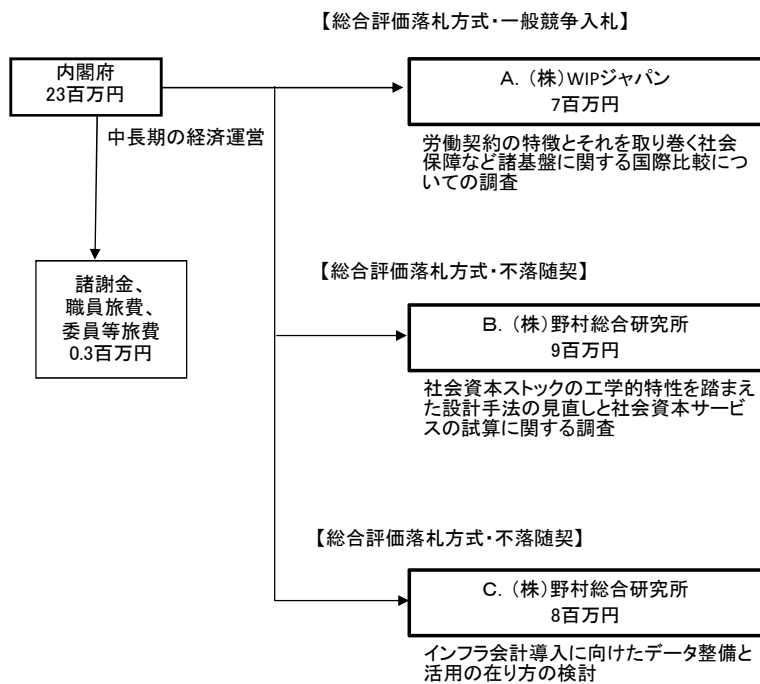 【総合評価落札方式・一般競争入札】
内閣府
23百万円
A. (株)WIPジャパン
7百万円
中長期の経済運営
労働契約の特徴とそれを取り巻く社会
保障など諸基盤に関する国際比較につ
いての調査
諸謝金、
職員旅費、
委員等旅費
0.3百万円
【総合評価落札方式・不落随契】
B. (株)野村総合研究所
9百万円
社会資本ストックの工学的特性を踏まえ
た設計手法の見直しと社会資本サービ
スの試算に関する調査
【総合評価落札方式・不落随契】
C. (株)野村総合研究所
8百万円
インフラ会計導入に向けたデータ整備と
活用の在り方の検討